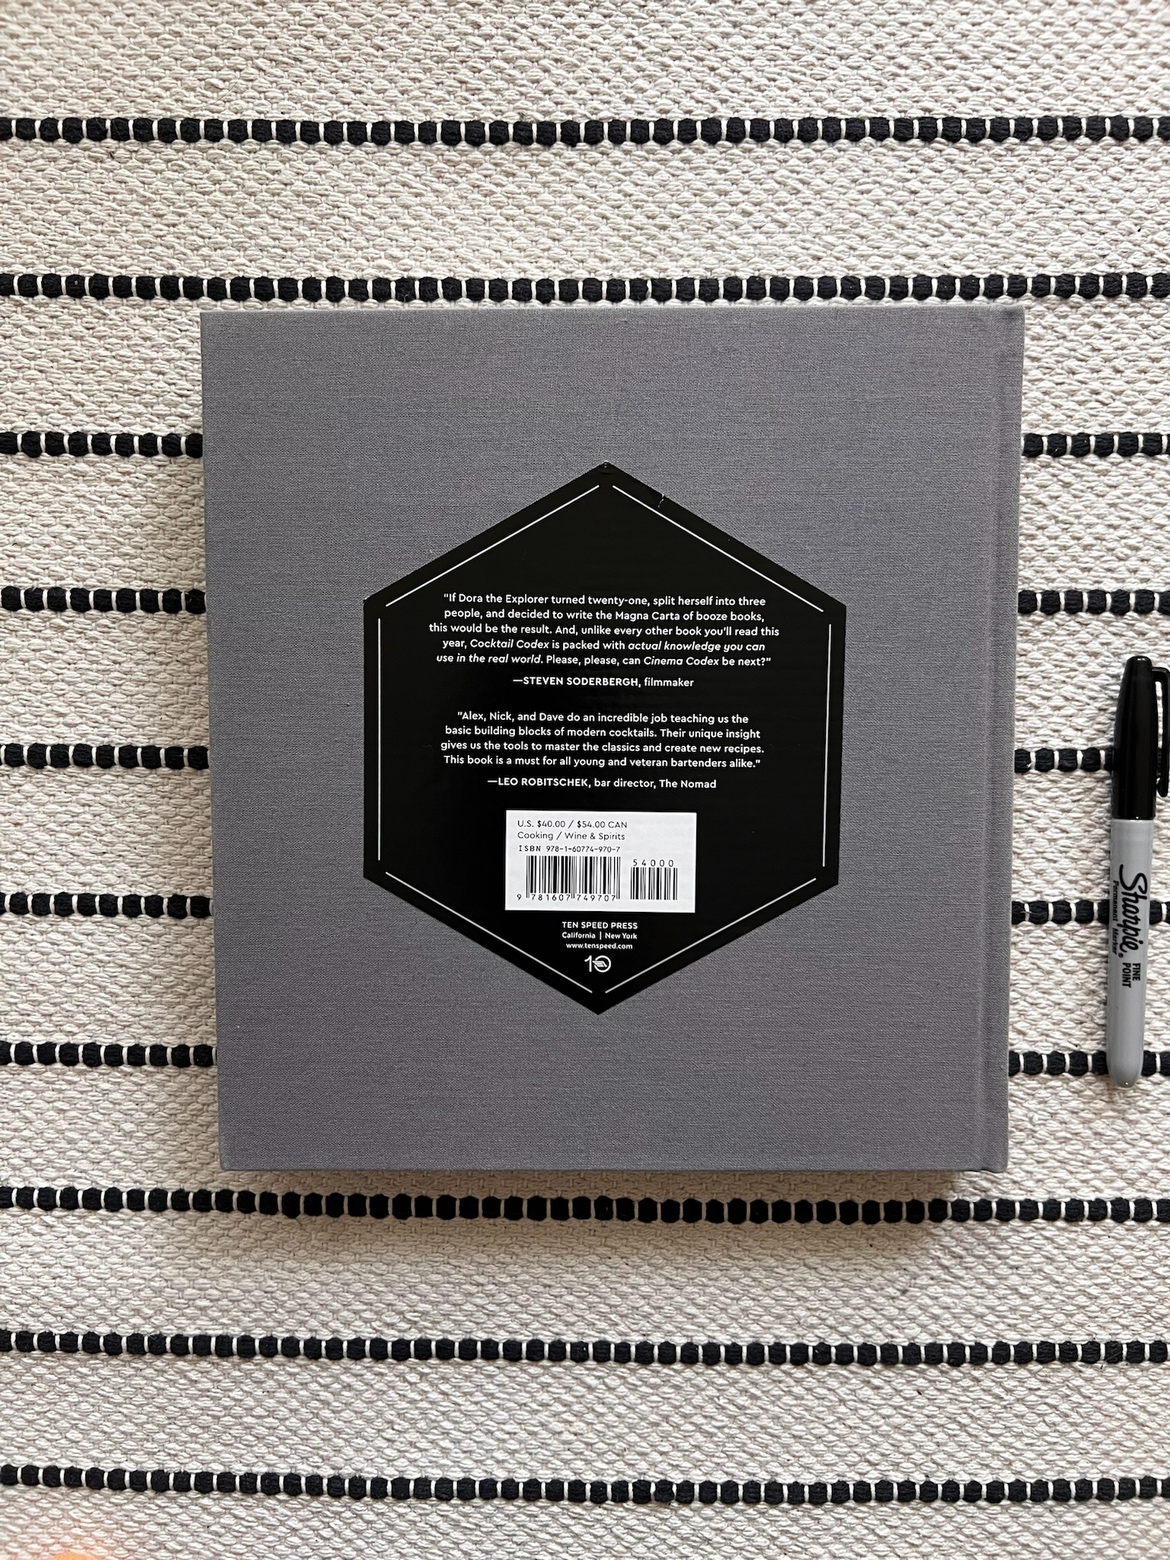 "If Dora the Explorer turned twenty-one, split herself into three
people, and decided to write the Magna Carta of booze books,
this would be the result. And, unlike every other book you'll read this
year, Cocktail Codex is packed with actual knowledge you can
use in the real world. Please, please, can Cinema Codex be next?"
—STEVEN SODERBERGH, filmmaker
"Alex, Nick, and Dave do an incredible job teaching us the
basic building blocks of modern cocktails. Their unique insight
gives us the tools to master the classics and create new recipes.
This book is a must for all young and veteran bartenders alike."
—LEO ROBITSCHEK, bar director, The Nomad
U.S. $40.00 / $54.00 CAN
Cooking / Wine & Spirits
ISBN 978-1-60774-970-7
54000
9 781607 749707
TEN SPEED PRESS
California | New York
www.tenspeed.com
10
Sharpie®
Permanent Marker
FINE
POINT